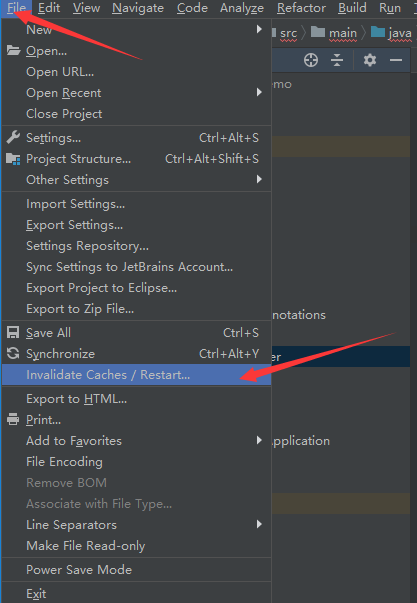 File Edit View Navigate Code Analyze Refactor Build Run
src main java
New
Open...
emo
Open URL...
Open Recent
Close Project
Settings... Ctrl+Alt+S
Project Structure... Ctrl+Alt+Shift+S
Other Settings
Import Settings...
Export Settings...
Settings Repository...
Sync Settings to JetBrains Account...
Export Project to Eclipse...
Export to Zip File...
notations
Save All Ctrl+S
Synchronize Ctrl+Alt+Y
er
Invalidate Caches / Restart...
Export to HTML...
Print...
Add to Favorites
pplication
File Encoding
Remove BOM
Associate with File Type...
Line Separators
Make File Read-only
Power Save Mode
Exit